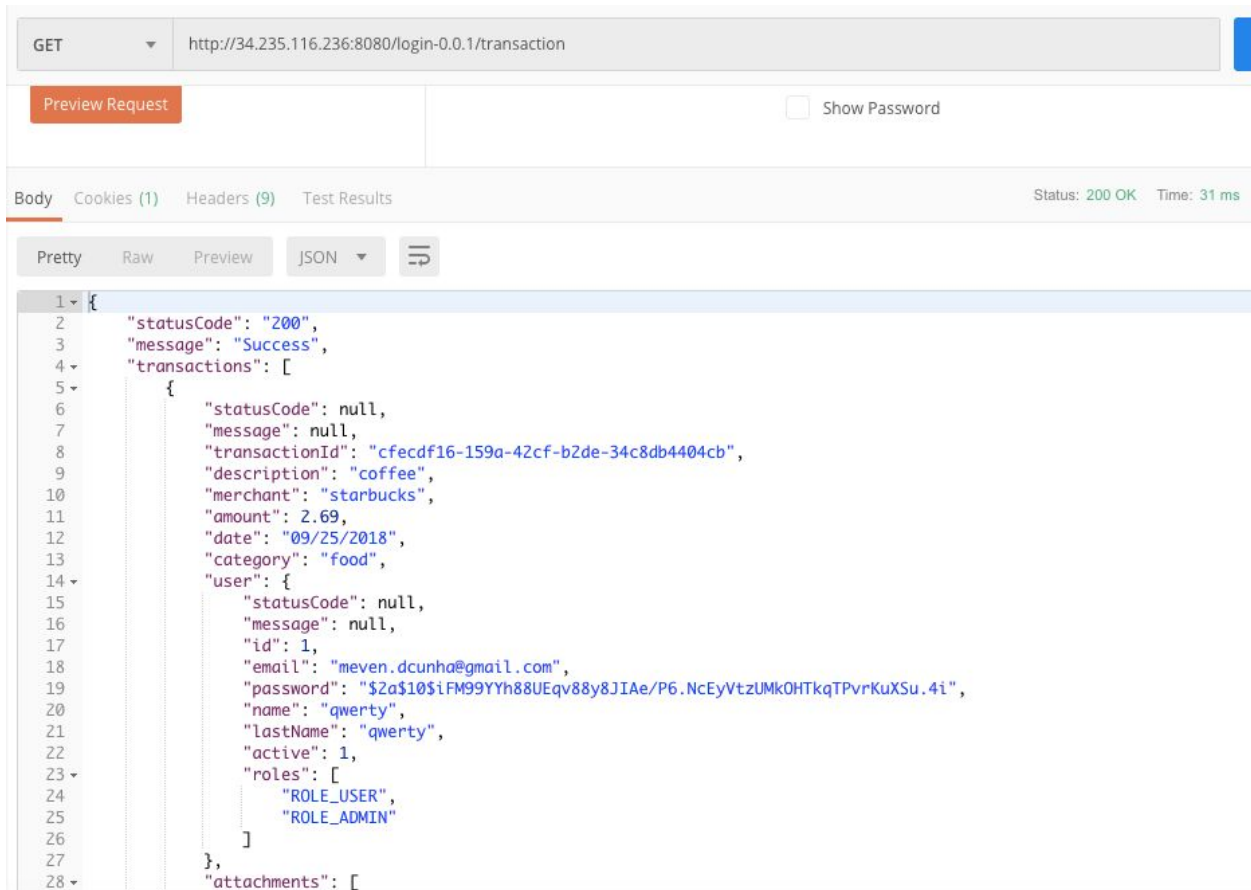 GET http://34.235.116.236:8080/login-0.0.1/transaction
Preview Request
Show Password
Body Cookies (1) Headers (9) Test Results Status: 200 OK Time: 31 ms
Pretty Raw Preview JSON
1 {
2 "statusCode": "200",
3 "message": "Success",
4 "transactions": [
5 {
6 "statusCode": null,
7 "message": null,
8 "transactionId": "cfecdf16-159a-42cf-b2de-34c8db4404cb",
9 "description": "coffee",
10 "merchant": "starbucks",
11 "amount": 2.69,
12 "date": "09/25/2018",
13 "category": "food",
14 "user": {
15 "statusCode": null,
16 "message": null,
17 "id": 1,
18 "email": "meven.dcunha@gmail.com",
19 "password": "$2a$10$iFM99YYh88UEqv88y8JIAe/P6.NcEyVtzUMkOHTkqTPvrKuXSu.4i",
20 "name": "qwerty",
21 "lastName": "qwerty",
22 "active": 1,
23 "roles": [
24 "ROLE_USER",
25 "ROLE_ADMIN"
26 ]
27 },
28 "attachments": [